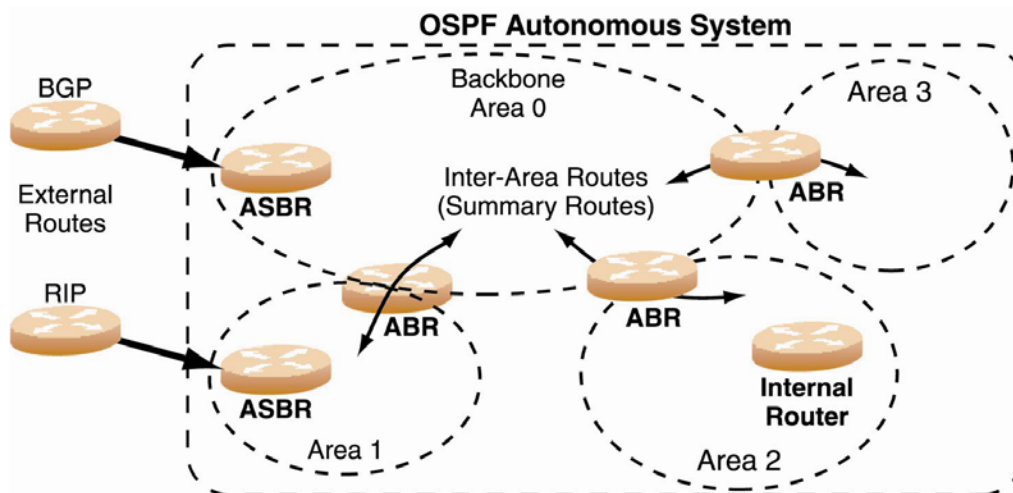 OSPF Autonomous System
BGP
Backbone
Area 0
Area 3
ASBR
ABR
External
Routes
Inter-Area Routes
(Summary Routes)
RIP
ABR
ABR
ASBR
Internal
Router
Area 1
Area 2